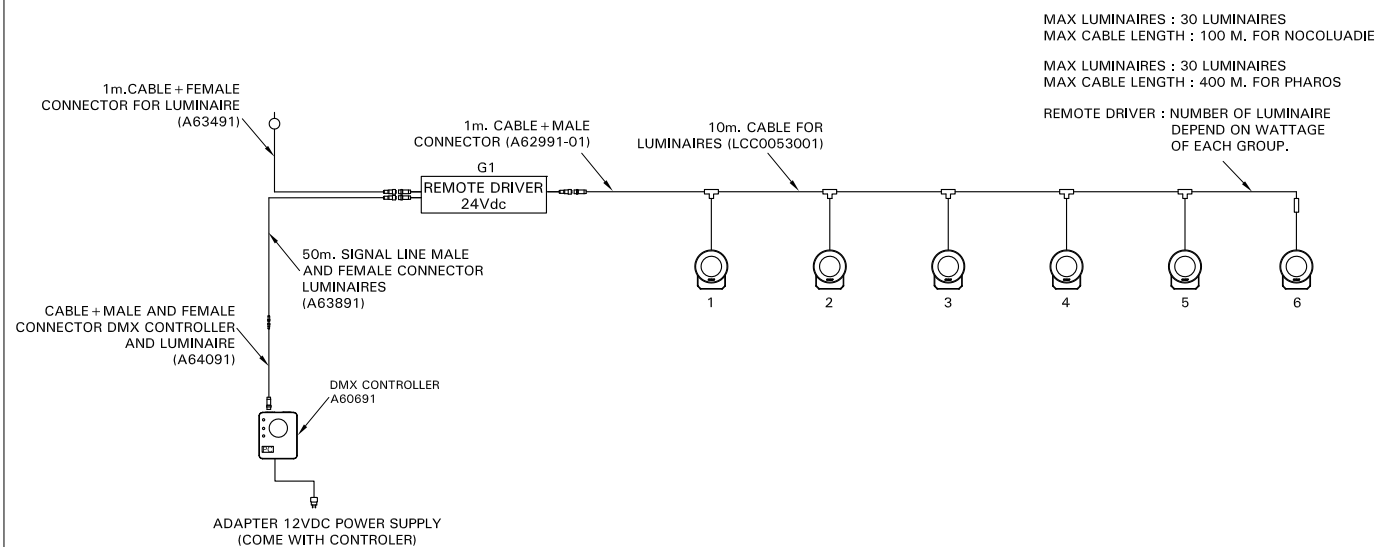 MAX LUMINAIRES : 30 LUMINAIRES
MAX CABLE LENGTH : 100 M. FOR NOCOLUADIE
MAX LUMINAIRES : 30 LUMINAIRES
MAX CABLE LENGTH : 400 M. FOR PHAROS
REMOTE DRIVER : NUMBER OF LUMINAIRE
DEPEND ON WATTAGE
OF EACH GROUP.
1m.CABLE+FEMALE
CONNECTOR FOR LUMINAIRE
(A63491)
1m. CABLE+MALE
CONNECTOR (A62991-01)
10m. CABLE FOR
LUMINAIRES (LCC0053001)
G1
REMOTE DRIVER
24Vdc
50m. SIGNAL LINE MALE
AND FEMALE CONNECTOR
LUMINAIRES
(A63891)
1
2
3
4
5
6
CABLE+MALE AND FEMALE
CONNECTOR DMX CONTROLLER
AND LUMINAIRE
(A64091)
DMX CONTROLLER
A60691
ADAPTER 12VDC POWER SUPPLY
(COME WITH CONTROLER)